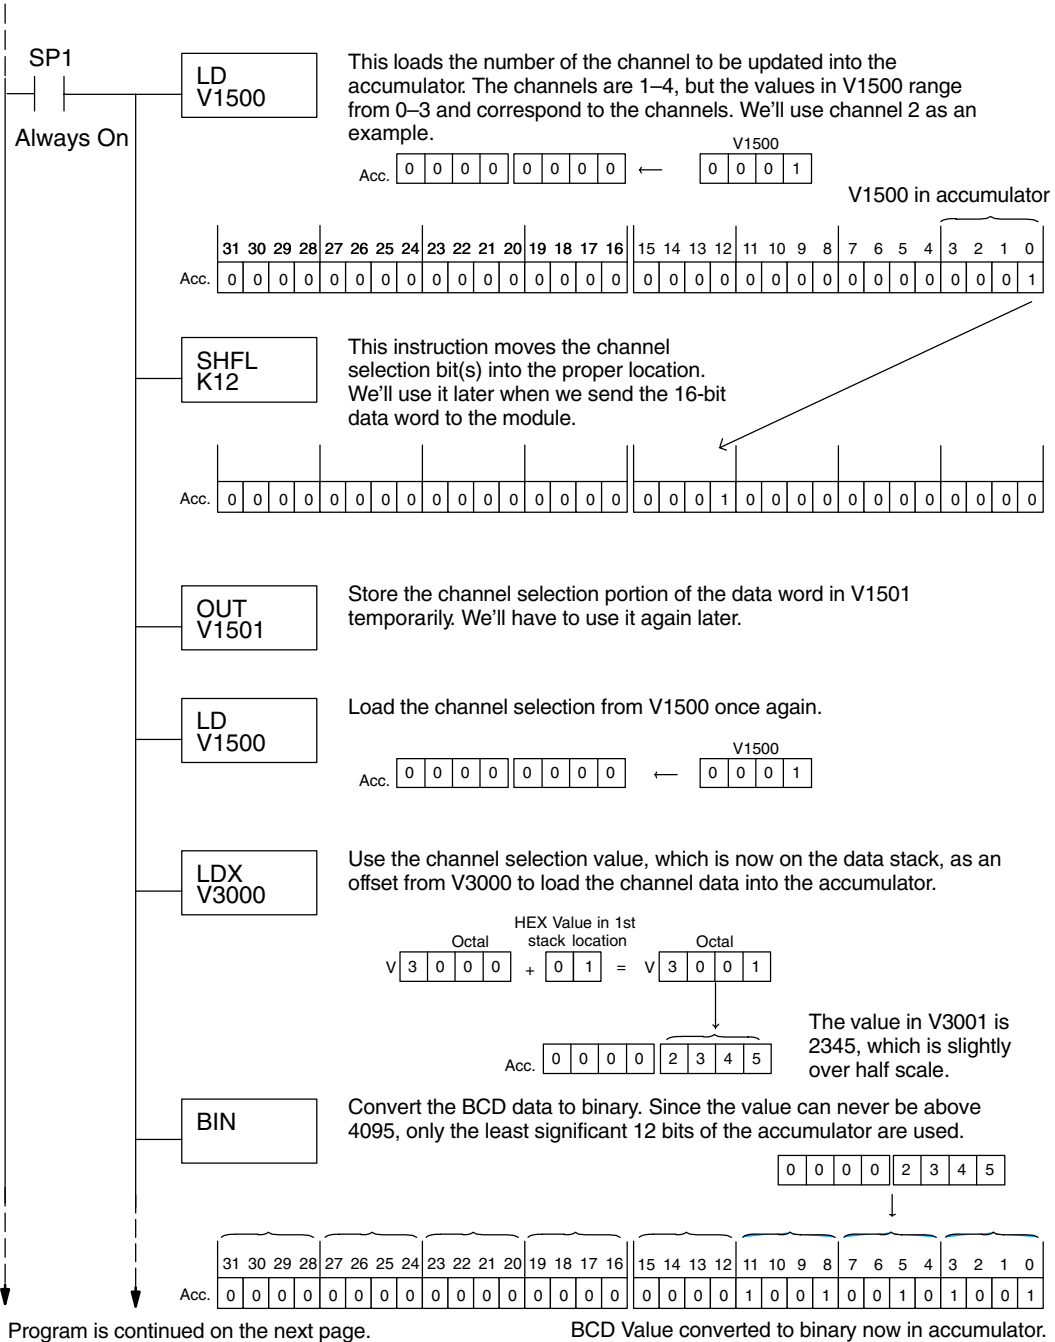 SP1
Always On
LD
V1500
This loads the number of the channel to be updated into the
accumulator. The channels are 1–4, but the values in V1500 range
from 0–3 and correspond to the channels. We'll use channel 2 as an
example.
V1500
Acc. 0 0 0 0 0 0 0 0 ← 0 0 0 1
V1500 in accumulator
31 30 29 28 27 26 25 24 23 22 21 20 19 18 17 16 15 14 13 12 11 10 9 8 7 6 5 4 3 2 1 0
Acc. 0 0 0 0 0 0 0 0 0 0 0 0 0 0 0 0 0 0 0 0 0 0 0 0 0 0 0 0 0 0 0 1
SHFL
K12
This instruction moves the channel
selection bit(s) into the proper location.
We'll use it later when we send the 16-bit
data word to the module.
Acc. 0 0 0 0 0 0 0 0 0 0 0 0 0 0 0 0 0 0 0 1 0 0 0 0 0 0 0 0 0 0 0 0
OUT
V1501
Store the channel selection portion of the data word in V1501
temporarily. We'll have to use it again later.
LD
V1500
Load the channel selection from V1500 once again.
V1500
Acc. 0 0 0 0 0 0 0 0 ← 0 0 0 1
LDX
V3000
Use the channel selection value, which is now on the data stack, as an
offset from V3000 to load the channel data into the accumulator.
HEX Value in 1st
Octal stack location Octal
V 3 0 0 0 + 0 1 = V 3 0 0 1
The value in V3001 is
2345, which is slightly
over half scale.
Acc. 0 0 0 0 2 3 4 5
BIN
Convert the BCD data to binary. Since the value can never be above
4095, only the least significant 12 bits of the accumulator are used.
0 0 0 0 2 3 4 5
31 30 29 28 27 26 25 24 23 22 21 20 19 18 17 16 15 14 13 12 11 10 9 8 7 6 5 4 3 2 1 0
Acc. 0 0 0 0 0 0 0 0 0 0 0 0 0 0 0 0 0 0 0 0 1 0 0 1 0 0 1 0 1 0 0 1
Program is continued on the next page.
BCD Value converted to binary now in accumulator.